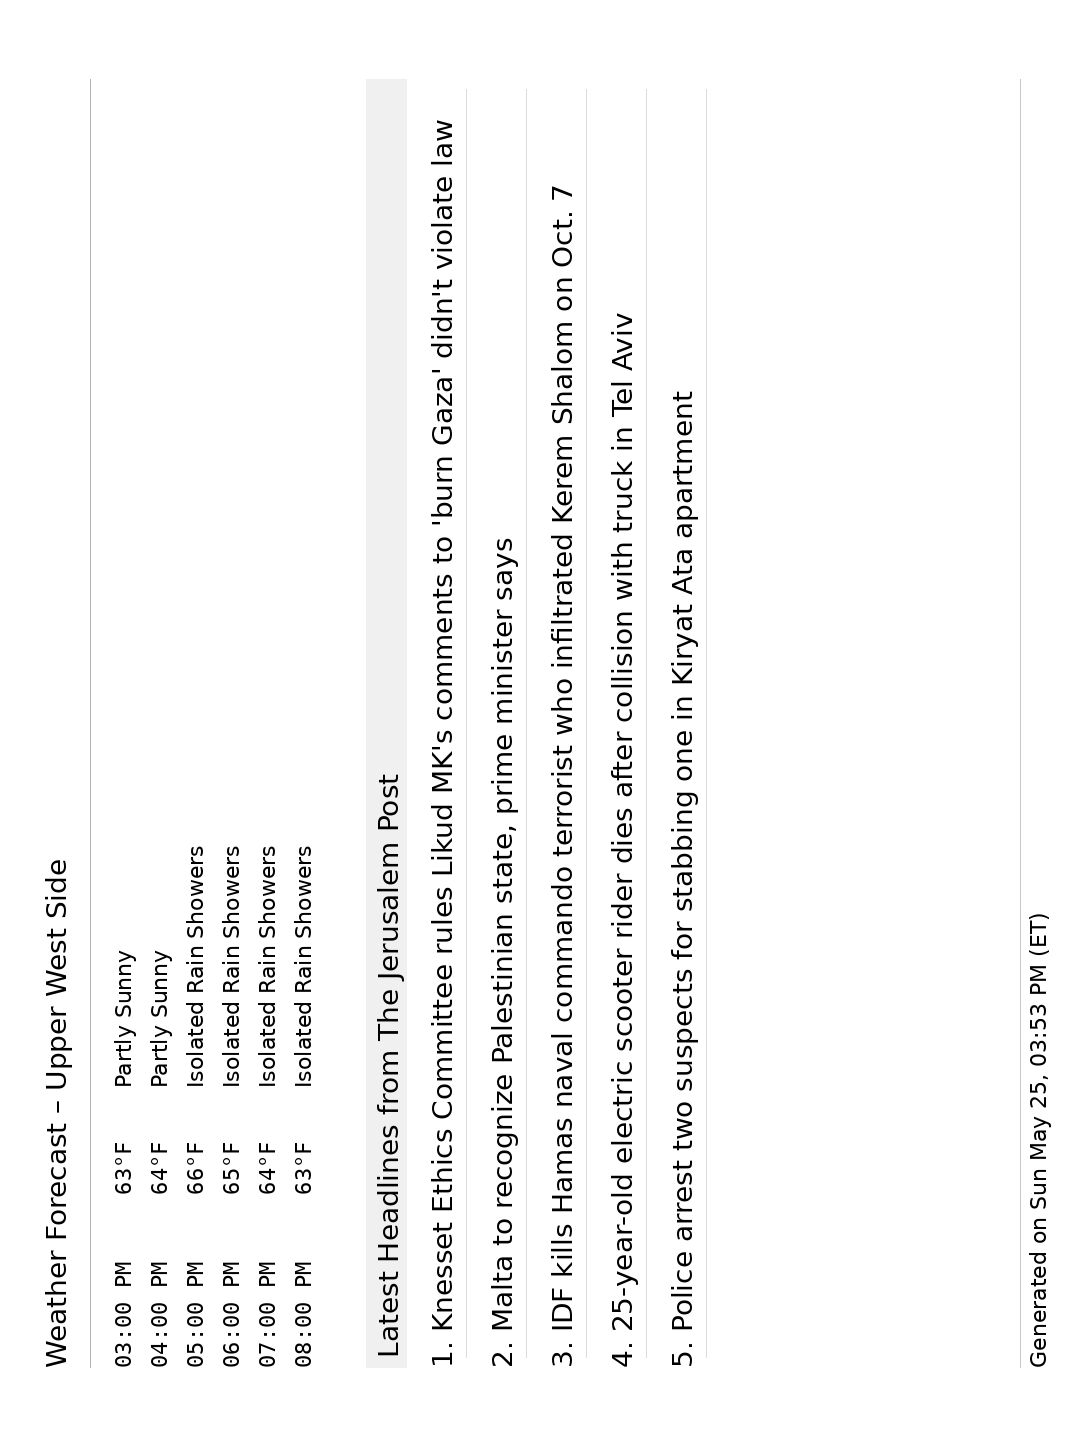 Weather Forecast – Upper West Side
03:00 PM 63°F Partly Sunny
04:00 PM 64°F Partly Sunny
05:00 PM 66°F Isolated Rain Showers
06:00 PM 65°F Isolated Rain Showers
07:00 PM 64°F Isolated Rain Showers
08:00 PM 63°F Isolated Rain Showers
Latest Headlines from The Jerusalem Post
1. Knesset Ethics Committee rules Likud MK's comments to 'burn Gaza' didn't violate law
2. Malta to recognize Palestinian state, prime minister says
3. IDF kills Hamas naval commando terrorist who infiltrated Kerem Shalom on Oct. 7
4. 25-year-old electric scooter rider dies after collision with truck in Tel Aviv
5. Police arrest two suspects for stabbing one in Kiryat Ata apartment
Generated on Sun May 25, 03:53 PM (ET)